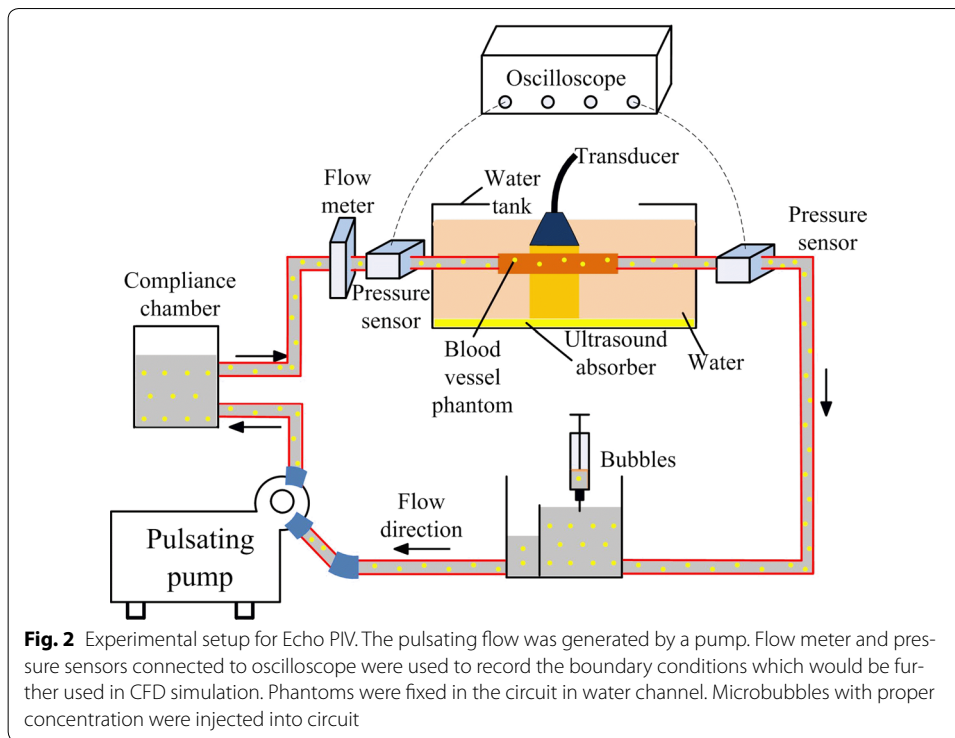 Oscilloscope
Transducer
Flow
meter
Water
tank
Pressure
sensor
Compliance
chamber
Pressure
sensor
Blood
vessel
phantom
Ultrasound
absorber
Water
Bubbles
Flow
direction
Pulsating
pump
Fig. 2 Experimental setup for Echo PIV. The pulsating flow was generated by a pump. Flow meter and pres-
sure sensors connected to oscilloscope were used to record the boundary conditions which would be fur-
ther used in CFD simulation. Phantoms were fixed in the circuit in water channel. Microbubbles with proper
concentration were injected into circuit